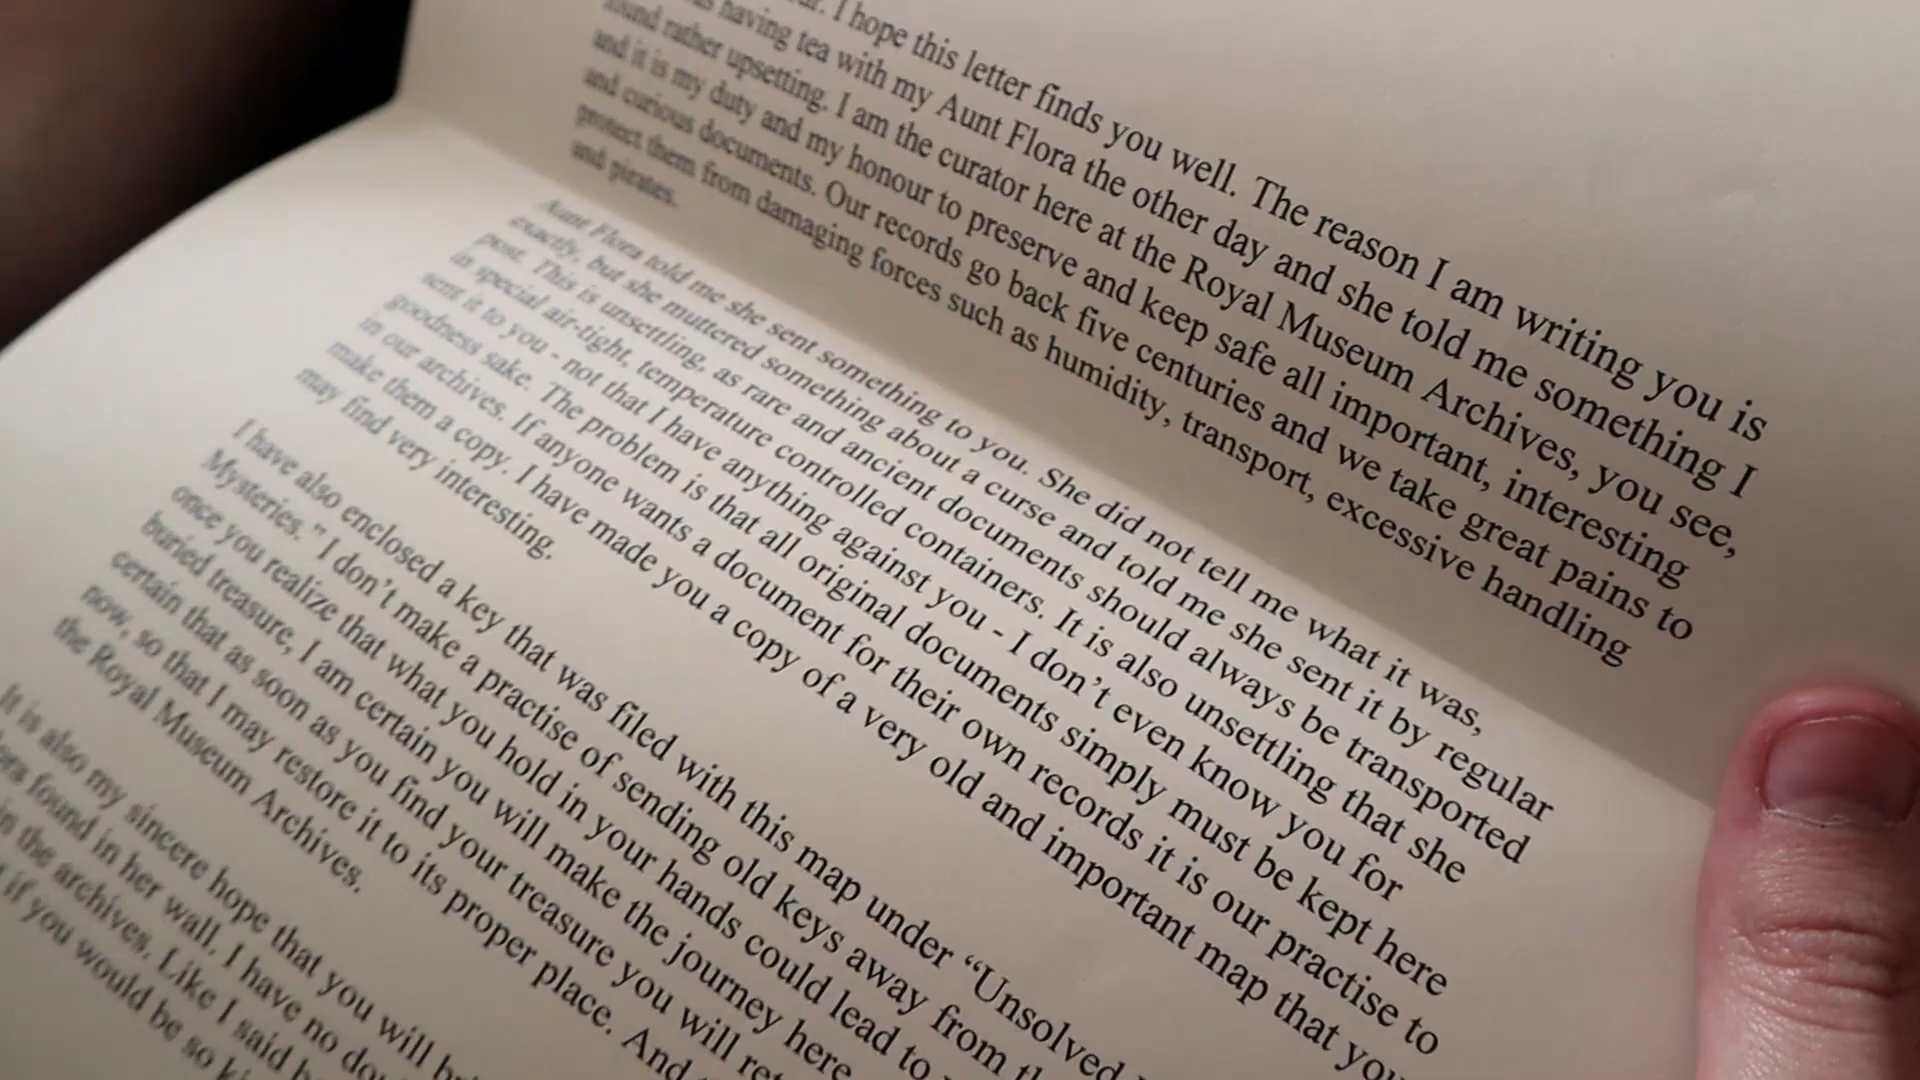 I hope this letter finds you well. The reason I am writing you is
having tea with my Aunt Flora the other day and she told me something I
found rather upsetting. I am the curator here at the Royal Museum Archives, you see,
and it is my duty and my honour to preserve and keep safe all important, interesting
and curious documents. Our records go back five centuries and we take great pains to
protect them from damaging forces such as humidity, transport, excessive handling
and pirates.
Aunt Flora told me she sent something to you. She did not tell me what it was,
exactly, but she muttered something about a curse and told me she sent it by regular
post. This is unsettling, as rare and ancient documents should always be transported
in special air-tight, temperature controlled containers. It is also unsettling that she
sent it to you - not that I have anything against you - I don't even know you for
goodness sake. The problem is that all original documents simply must be kept here
in our archives. If anyone wants a document for their own records it is our practise to
make them a copy. I have made you a copy of a very old and important map that you
may find very interesting.
I have also enclosed a key that was filed with this map under “Unsolved
Mysteries.” I don't make a practise of sending old keys away from
once you realize that what you hold in your hands could lead to
buried treasure, I am certain you will make the journey here
certain that as soon as you find your treasure you will
now, so that I may restore it to its proper place. And
the Royal Museum Archives.
It is also my sincere hope that you will
found in her wall. I have no
in the archives. Like I said
if you would be so